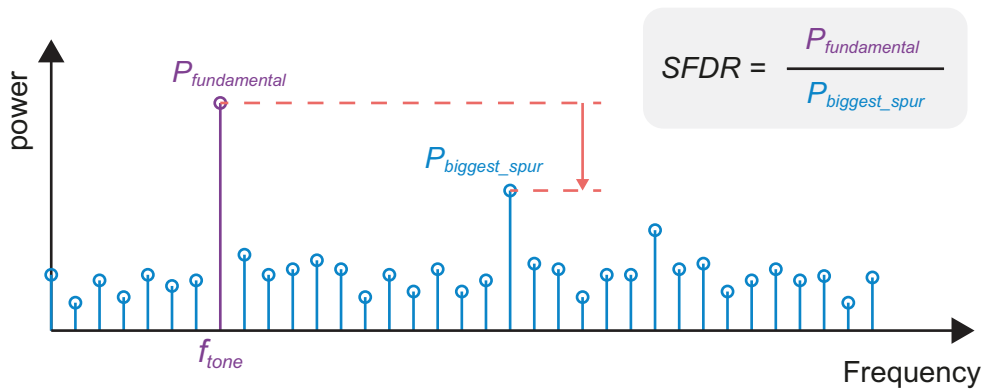 power
P_fundamental
P_biggest_spur
SFDR = P_fundamental / P_biggest_spur
f_tone
Frequency